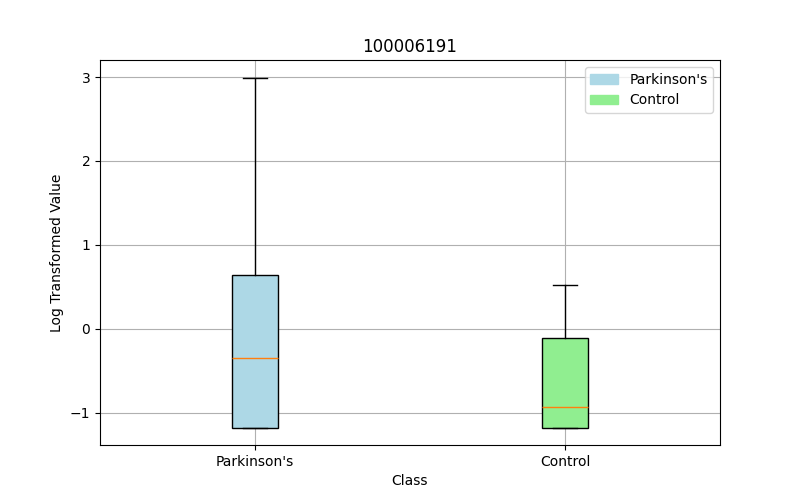 100006191
Parkinson's
Control
3
2
1
0
−1
Log Transformed Value
Parkinson's
Control
Class